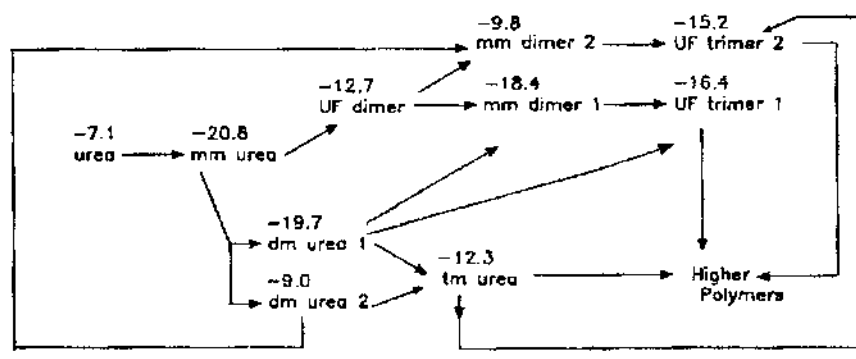 -9.8
mm dimer 2
-15.2
UF trimer 2
-12.7
UF dimer
-18.4
mm dimer 1
-16.4
UF trimer 1
-7.1
urea
-20.8
mm urea
-19.7
dm urea 1
-9.0
dm urea 2
-12.3
tm urea
Higher
Polymers